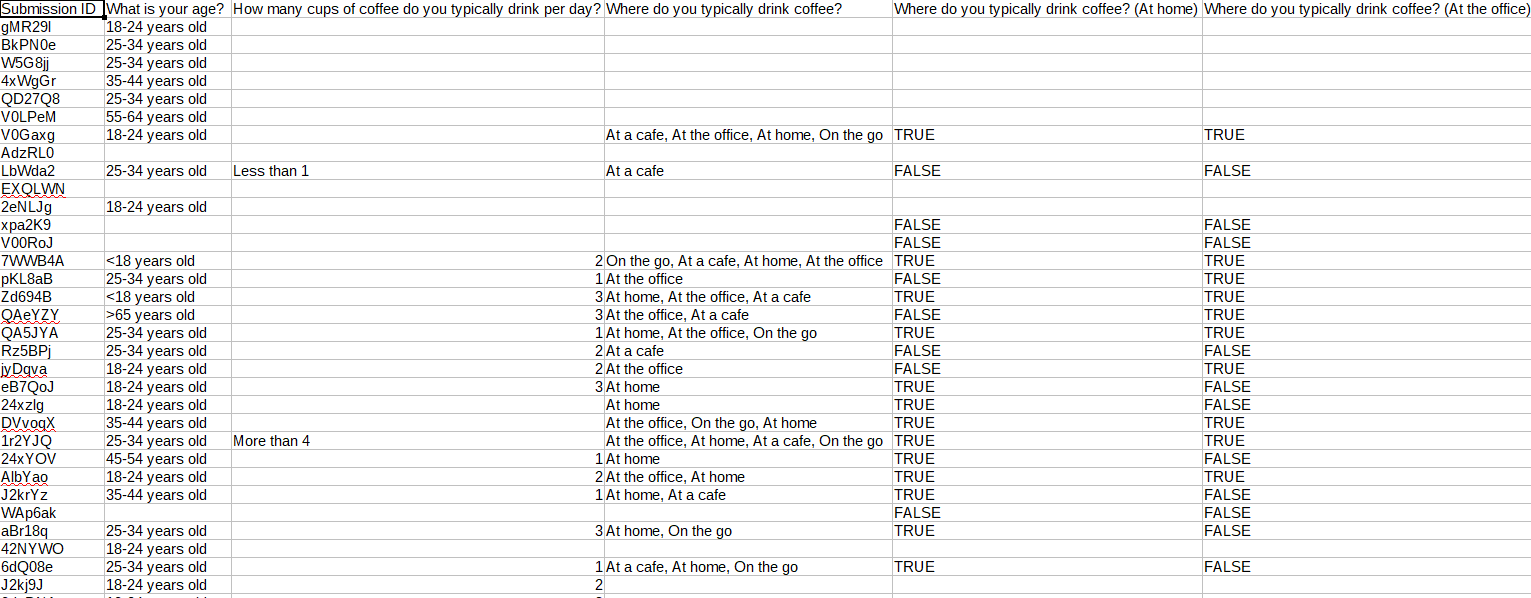 Submission ID What is your age? How many cups of coffee do you typically drink per day? Where do you typically drink coffee? Where do you typically drink coffee? (At home) Where do you typically drink coffee? (At the office)
gMR29l 18-24 years old
BkPN0e 25-34 years old
W5G8jj 25-34 years old
4xWgGr 35-44 years old
QD27Q8 25-34 years old
V0LPeM 55-64 years old
V0Gaxg 18-24 years old At a cafe, At the office, At home, On the go TRUE TRUE
AdzRL0
LbWda2 25-34 years old Less than 1 At a cafe FALSE FALSE
EXQLWN
2eNLJg 18-24 years old
xpa2K9 FALSE FALSE
V00RoJ FALSE FALSE
7WWB4A <18 years old 2 On the go, At a cafe, At home, At the office TRUE TRUE
pKL8aB 25-34 years old 1 At the office FALSE TRUE
Zd694B <18 years old 3 At home, At the office, At a cafe TRUE TRUE
QAeYZY >65 years old 3 At the office, At a cafe FALSE TRUE
QA5JYA 25-34 years old 1 At home, At the office, On the go TRUE TRUE
Rz5BPj 25-34 years old 2 At a cafe FALSE FALSE
jyDqva 18-24 years old 2 At the office FALSE TRUE
eB7QoJ 18-24 years old 3 At home TRUE FALSE
24xzlg 18-24 years old At home TRUE FALSE
DVvoqX 35-44 years old At the office, On the go, At home TRUE TRUE
1r2YJQ 25-34 years old More than 4 At the office, At home, At a cafe, On the go TRUE TRUE
24xYOV 45-54 years old 1 At home TRUE FALSE
AlbYao 18-24 years old 2 At the office, At home TRUE TRUE
J2krYz 35-44 years old 1 At home, At a cafe TRUE FALSE
WAp6ak FALSE FALSE
aBr18q 25-34 years old 3 At home, On the go TRUE FALSE
42NYWO 18-24 years old
6dQ08e 25-34 years old 1 At a cafe, At home, On the go TRUE FALSE
J2kj9J 18-24 years old 2